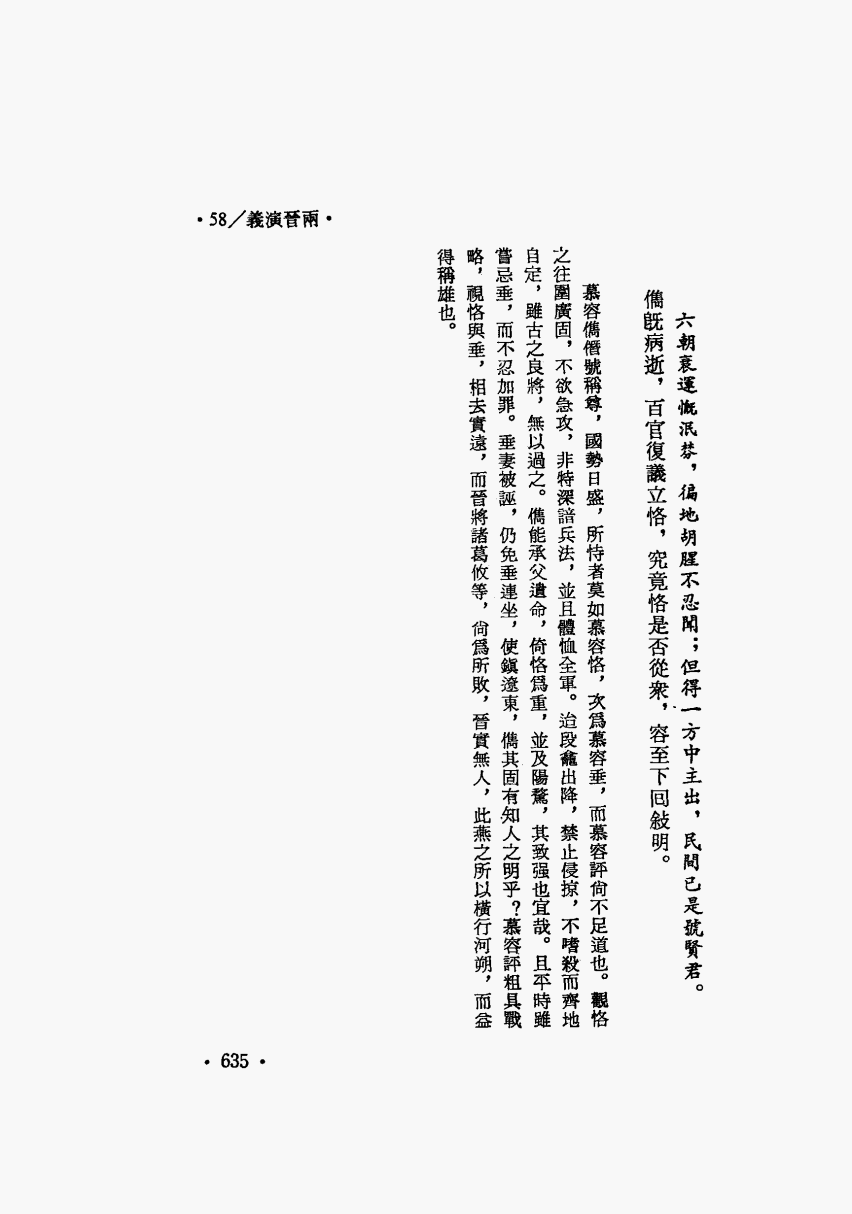 •58／義演晉兩•
六朝衰運慨泯棼，徧地胡腥不忍聞；但得一方中主出，民間已是號賢君。
儁旣病逝，百官復議立恪，究竟恪是否從衆，容至下回敍明。
慕容儁僭號稱尊，國勢日盛，所恃者莫如慕容恪，次爲慕容垂，而慕容評尙不足道也。觀恪
之往圍廣固，不欲急攻，非特深諳兵法，並且體恤全軍。迨段龕出降，禁止侵掠，不嗜殺而齊地
自定，雖古之良將，無以過之。儁能承父遺命，倚恪爲重，並及陽騖，其致强也宜哉。且平時雖
嘗忌垂，而不忍加罪。垂妻被誣，仍免垂連坐，使鎭遼東，儁其固有知人之明乎？慕容評粗具戰
略，視恪與垂，相去實遠，而晉將諸葛攸等，尙爲所敗，晉實無人，此燕之所以橫行河朔，而益
得稱雄也。
•635•